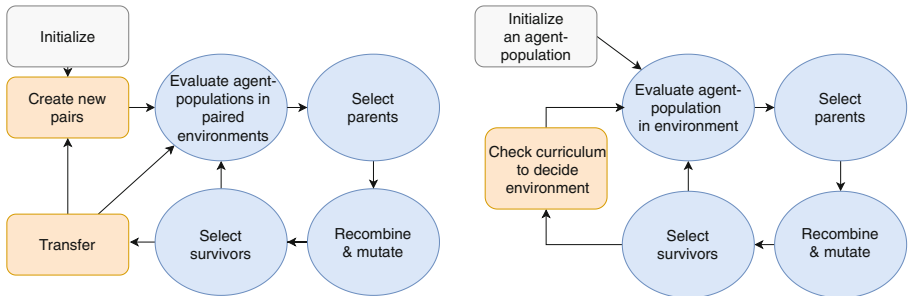 Initialize
Create new
pairs
Evaluate agent-
populations in
paired
environments
Select
parents
Transfer
Select
survivors
Recombine
& mutate
Initialize
an agent-
population
Evaluate agent-
population
in environment
Select
parents
Check curriculum
to decide
environment
Select
survivors
Recombine
& mutate